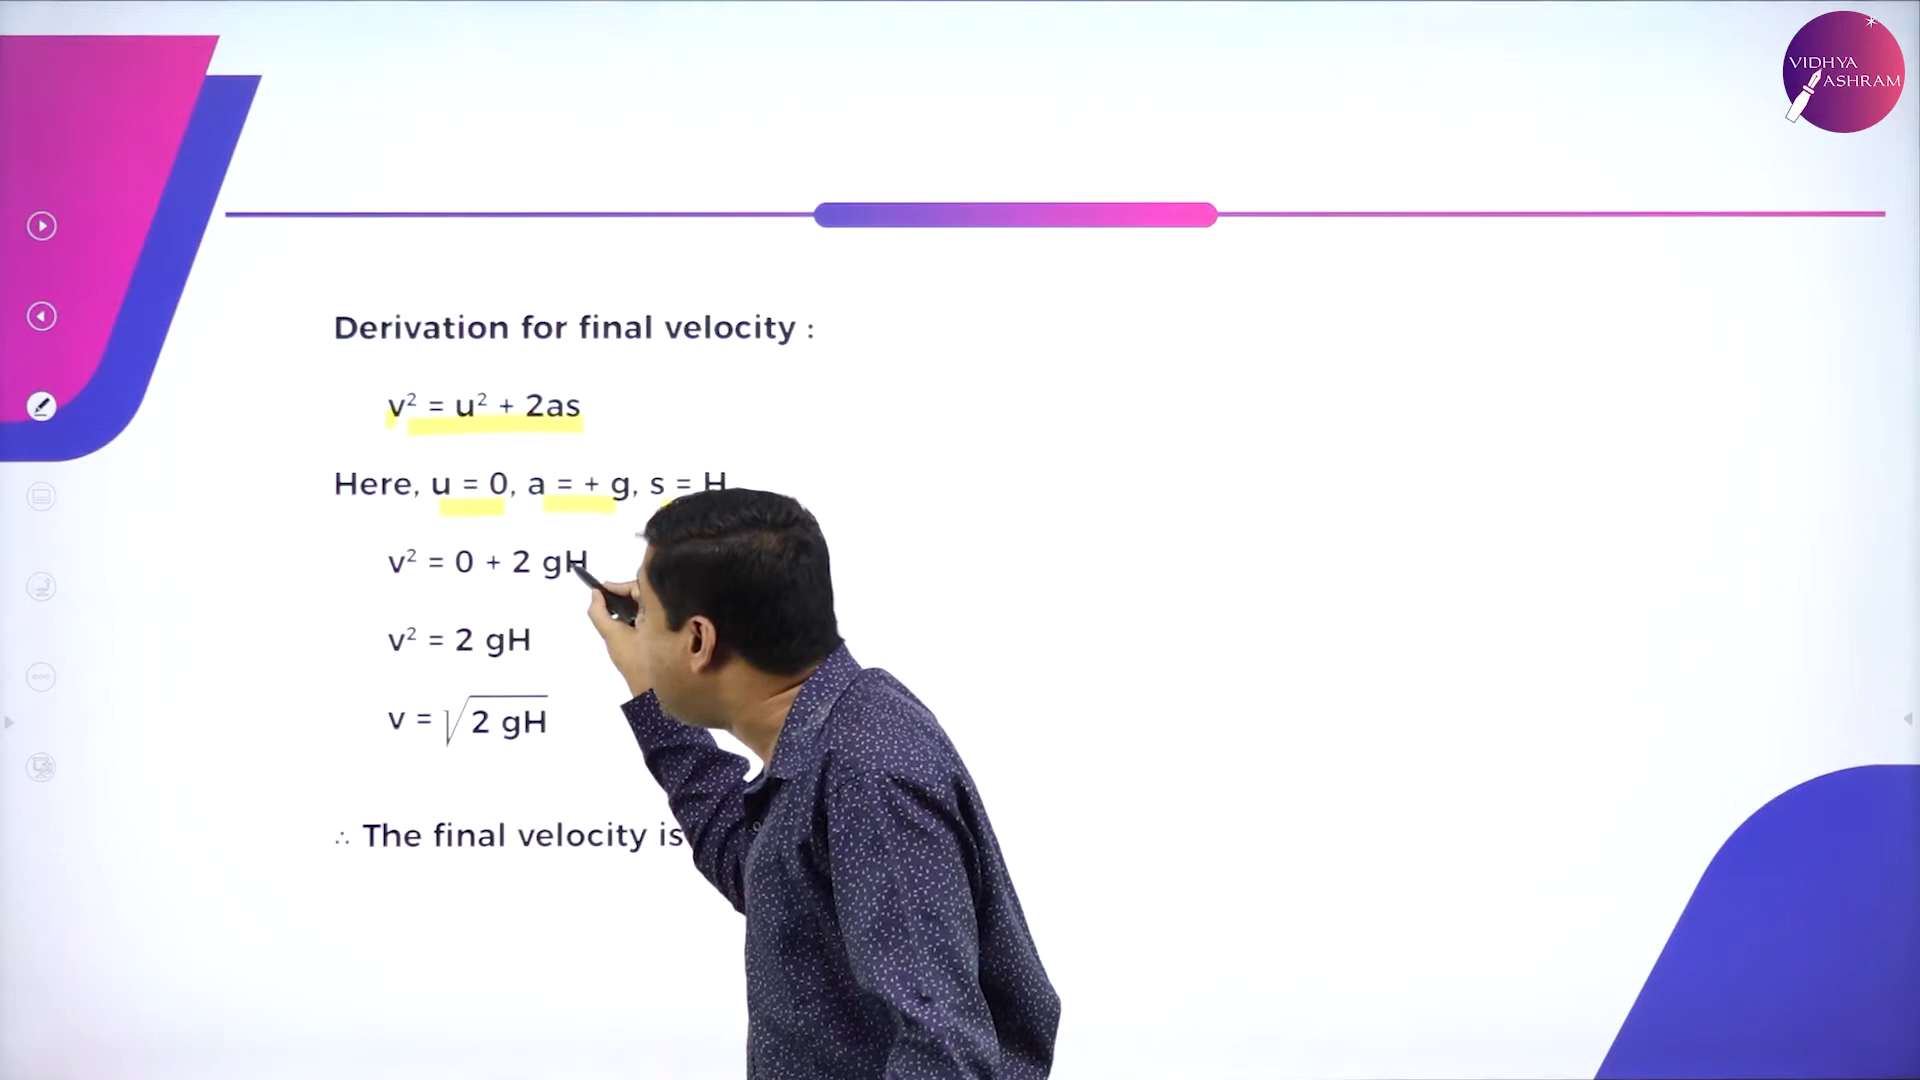 VIDHYA
ASHRAM
Derivation for final velocity :
v² = u² + 2as
Here, u = 0, a = + g, s = H
v² = 0 + 2 gH
v² = 2 gH
v = √2 gH
∴ The final velocity is